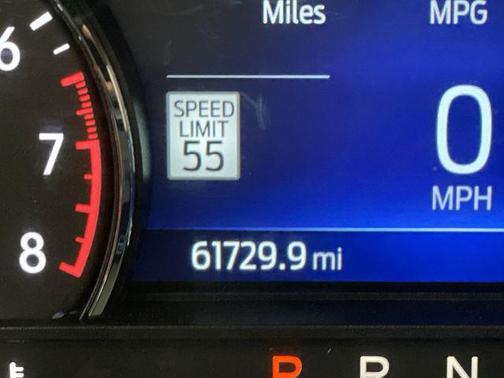 Miles MPG
6
SPEED
LIMIT
55
0
7
MPH
8
61729.9 mi
P R N